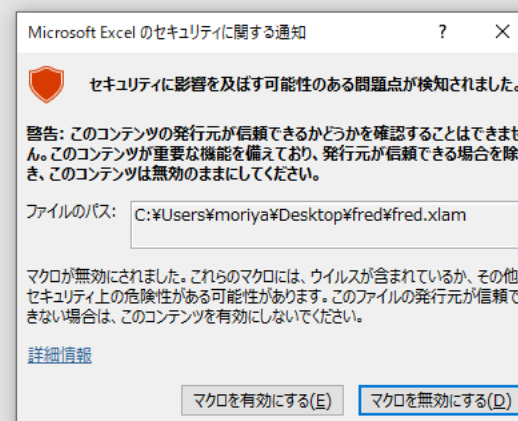 Microsoft Excel のセキュリティに関する通知 ? ×
セキュリティに影響を及ぼす可能性のある問題点が検知されました。
警告: このコンテンツの発行元が信頼できるかどうかを確認することはできませ
ん。このコンテンツが重要な機能を備えており、発行元が信頼できる場合を除
き、このコンテンツは無効のままにしてください。
ファイルのパス: C:¥Users¥moriya¥Desktop¥fred¥fred.xlam
マクロが無効にされました。これらのマクロには、ウイルスが含まれているか、その他
セキュリティ上の危険性がある可能性があります。このファイルの発行元が信頼で
きない場合は、このコンテンツを有効にしないでください。
詳細情報
マクロを有効にする(E) マクロを無効にする(D)